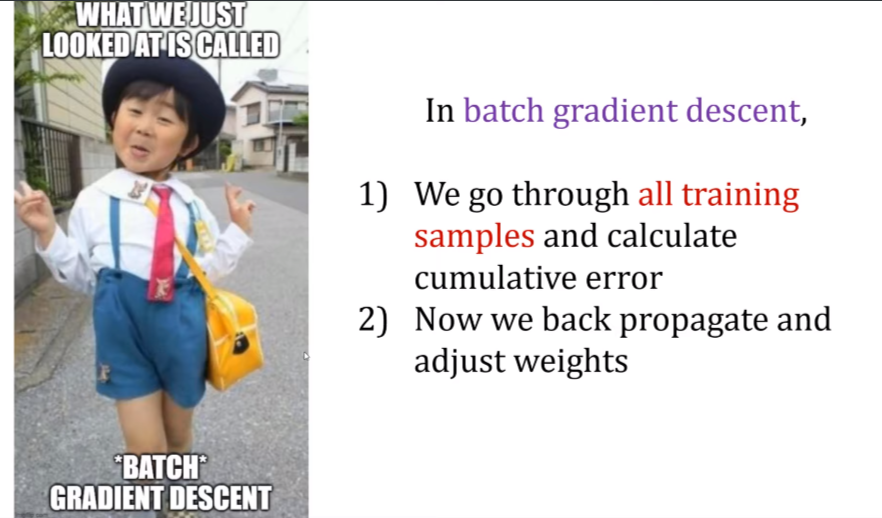 WHAT WE JUST
LOOKED AT IS CALLED
*BATCH*
GRADIENT DESCENT
In batch gradient descent,
1) We go through all training
samples and calculate
cumulative error
2) Now we back propagate and
adjust weights